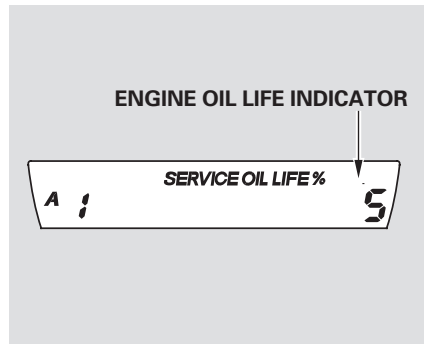 ENGINE OIL LIFE INDICATOR
SERVICE OIL LIFE %
A 1 5